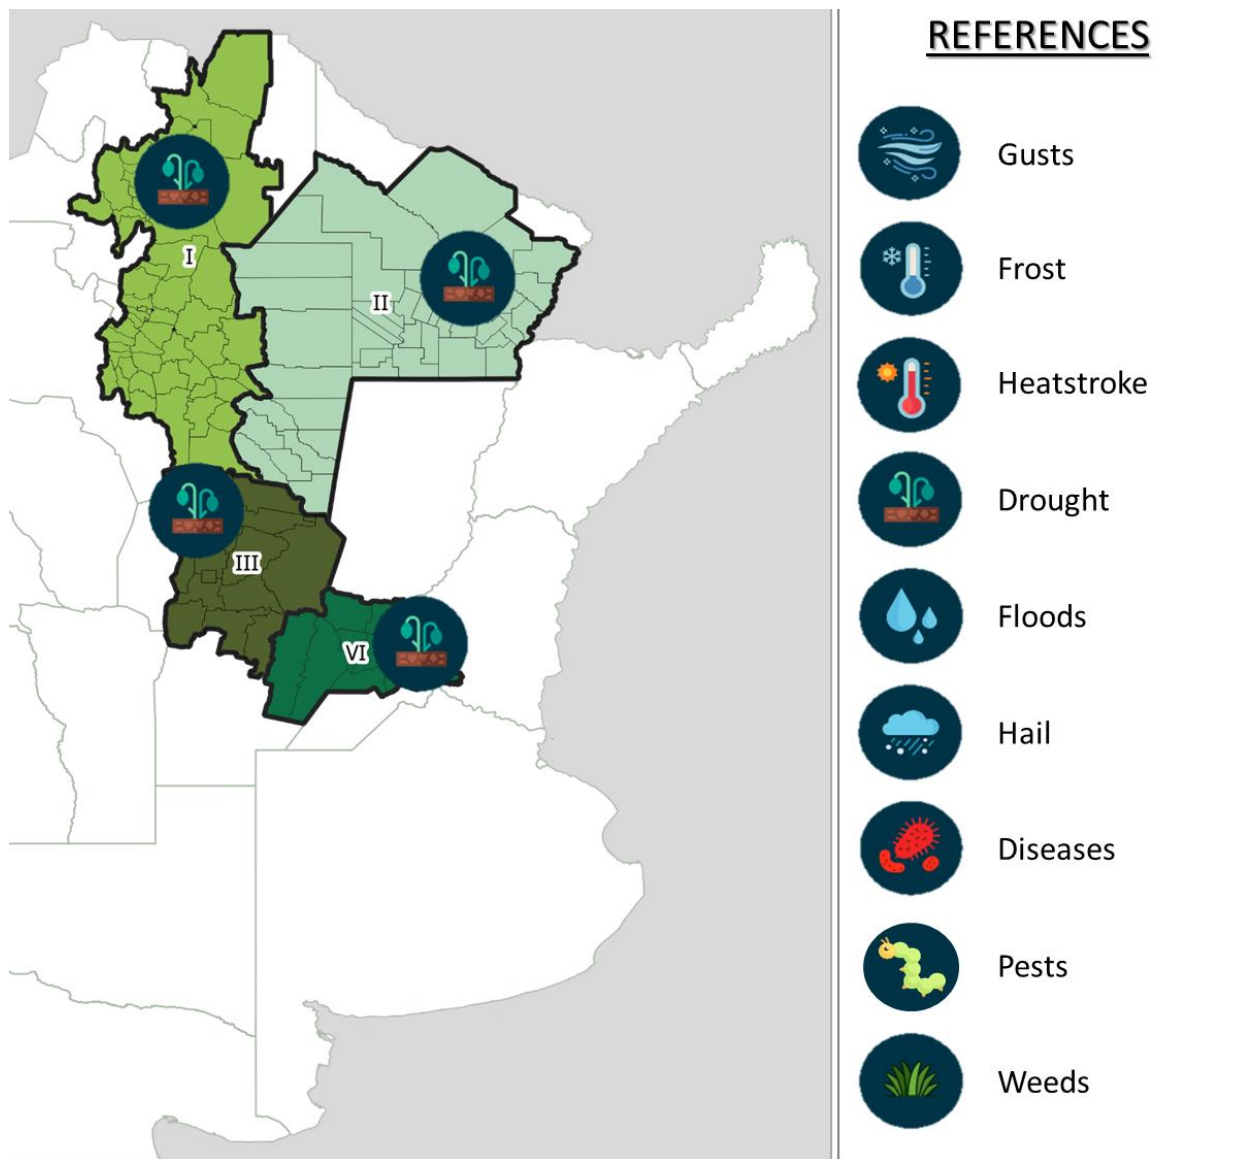 REFERENCES
Gusts
Frost
Heatstroke
Drought
Floods
Hail
Diseases
Pests
Weeds
I
II
III
VI